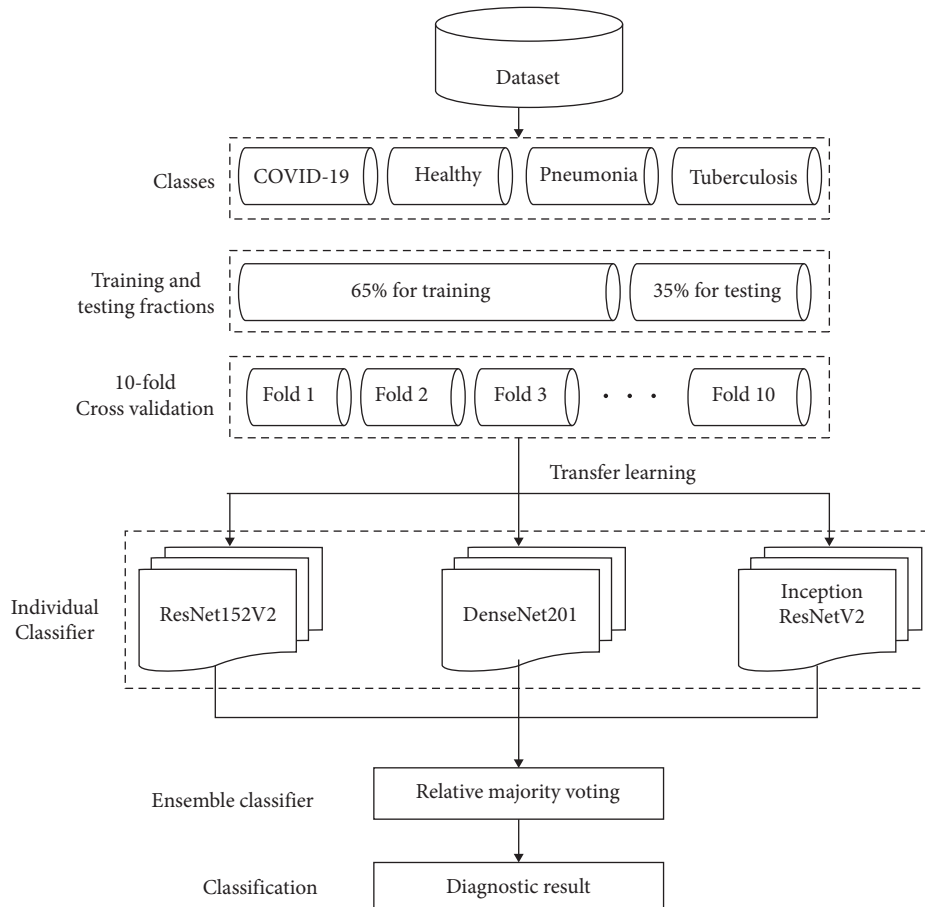 Dataset
Classes
COVID-19
Healthy
Pneumonia
Tuberculosis
Training and
testing fractions
65% for training
35% for testing
10-fold
Cross validation
Fold 1
Fold 2
Fold 3
. . .
Fold 10
Transfer learning
Individual
Classifier
ResNet152V2
DenseNet201
Inception
ResNetV2
Ensemble classifier
Relative majority voting
Classification
Diagnostic result